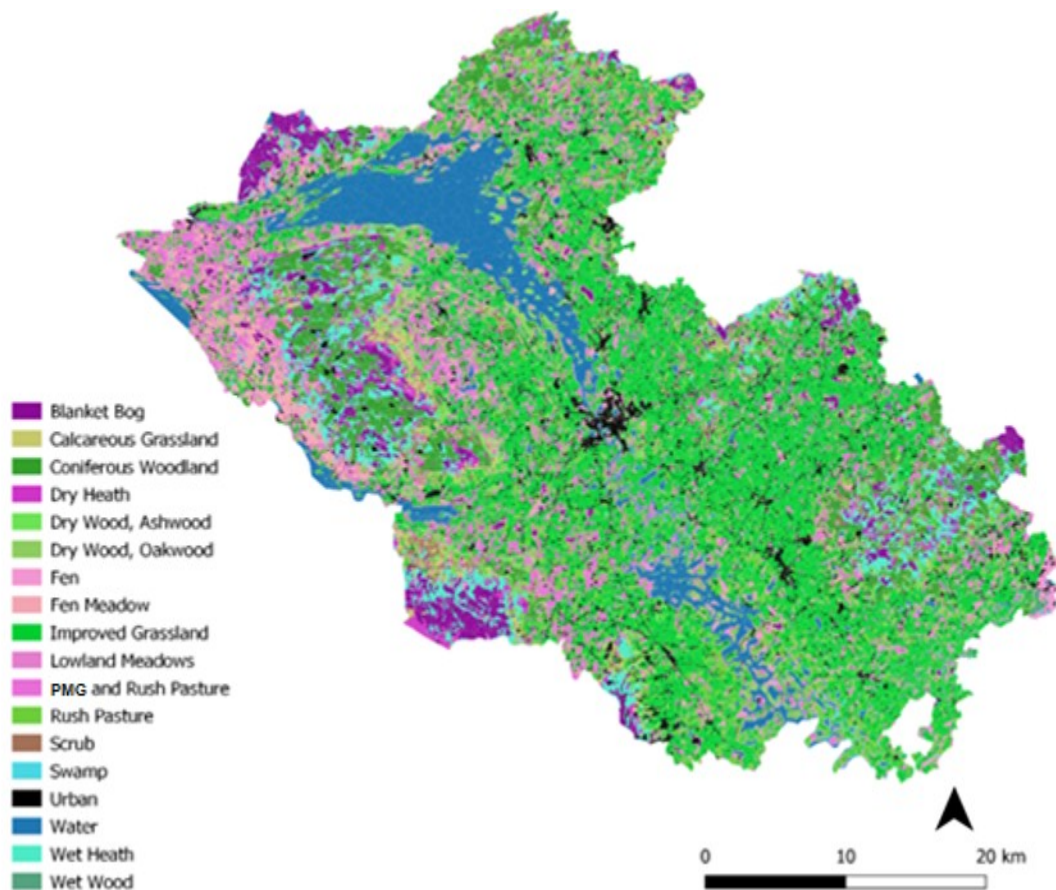 Blanket Bog
Calcareous Grassland
Coniferous Woodland
Dry Heath
Dry Wood, Ashwood
Dry Wood, Oakwood
Fen
Fen Meadow
Improved Grassland
Lowland Meadows
PMG and Rush Pasture
Rush Pasture
Scrub
Swamp
Urban
Water
Wet Heath
Wet Wood
0 10 20 km